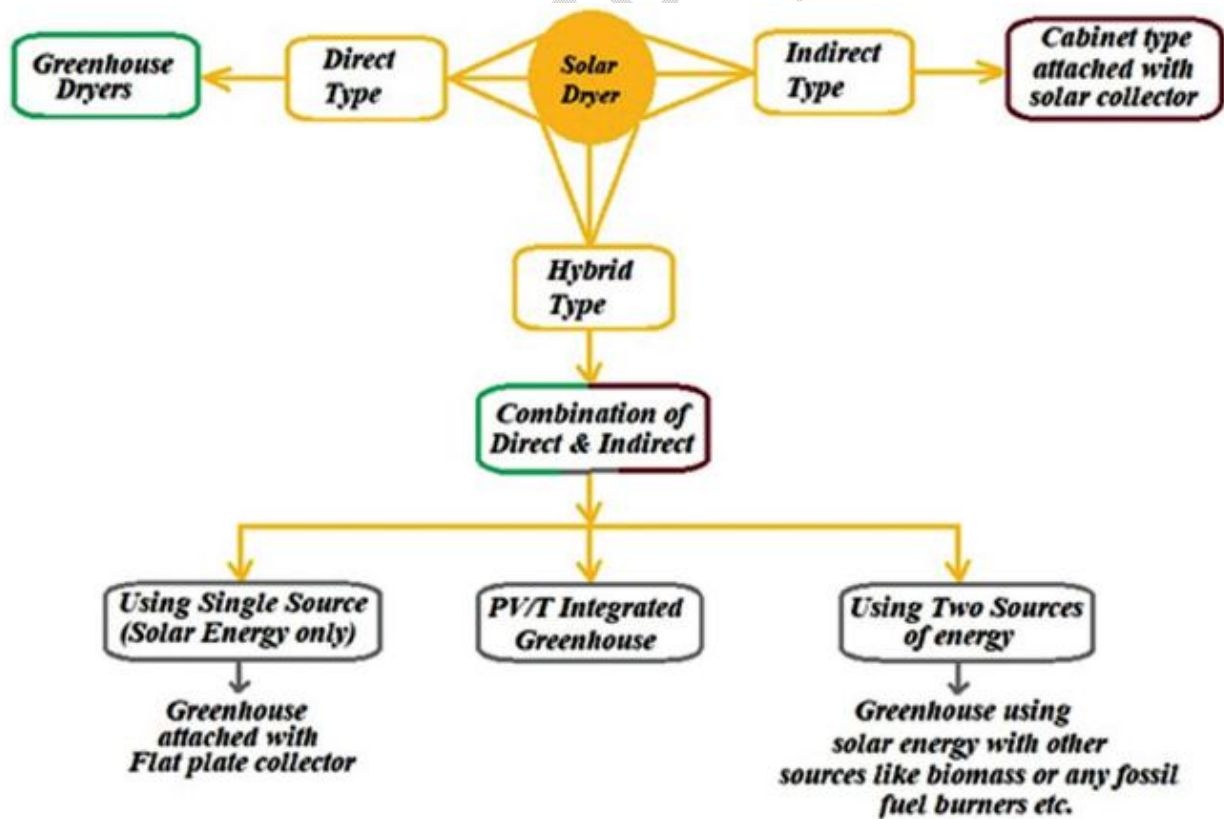 Greenhouse
Dryers
Direct
Type
Solar
Dryer
Indirect
Type
Cabinet type
attached with
solar collector
Hybrid
Type
Combination of
Direct & Indirect
Using Single Source
(Solar Energy only)
PV/T Integrated
Greenhouse
Using Two Sources
of energy
Greenhouse
attached with
Flat plate collector
Greenhouse using
solar energy with other
sources like biomass or any fossil
fuel burners etc.